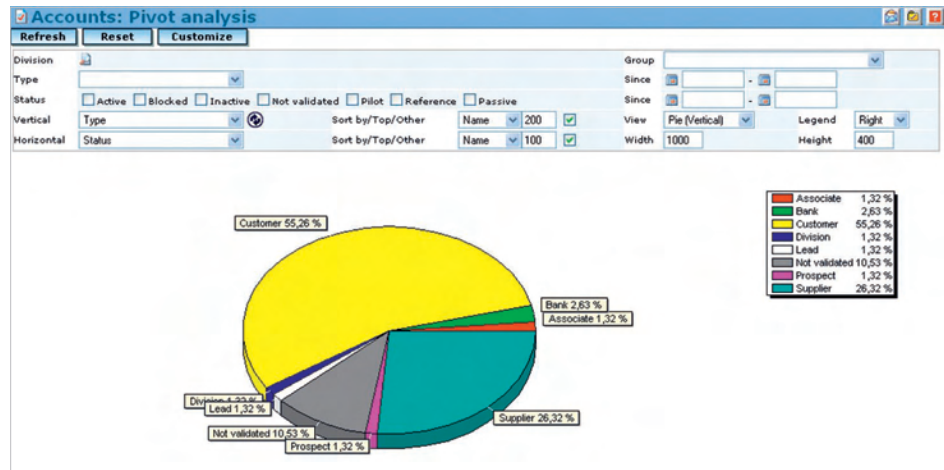 Accounts: Pivot analysis
Refresh Reset Customize
Division Group
Type Since -
Status Active Blocked Inactive Not validated Pilot Reference Passive Since -
Vertical Type Sort by/Top/Other Name 200 View Pie (Vertical) Legend Right
Horizontal Status Sort by/Top/Other Name 100 Width 1000 Height 400
Associate 1,32 %
Bank 2,63 %
Customer 55,26 %
Division 1,32 %
Lead 1,32 %
Not validated 10,53 %
Prospect 1,32 %
Supplier 26,32 %
Customer 55,26 %
Bank 2,63 %
Associate 1,32 %
Division 1,32 %
Lead 1,32 %
Supplier 26,32 %
Not validated 10,53 %
Prospect 1,32 %